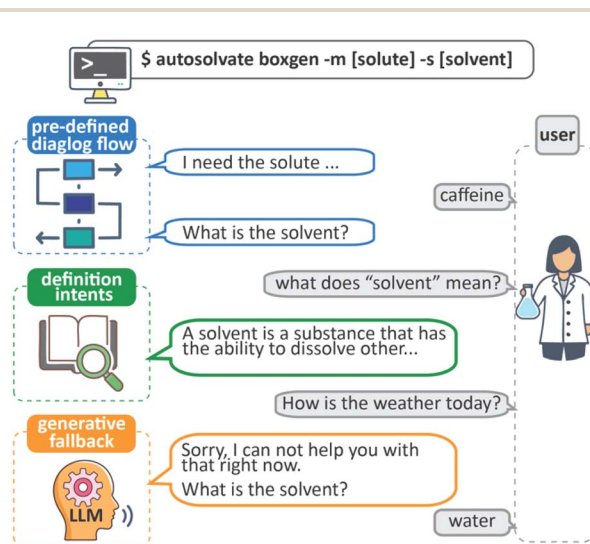 >_
$ autosolvate boxgen -m [solute] -s [solvent]
pre-defined
diaglog flow
user
I need the solute ...
caffeine
What is the solvent?
what does “solvent” mean?
definition
intents
A solvent is a substance that has
the ability to dissolve other...
How is the weather today?
generative
fallback
Sorry, I can not help you with
that right now.
What is the solvent?
LLM
water